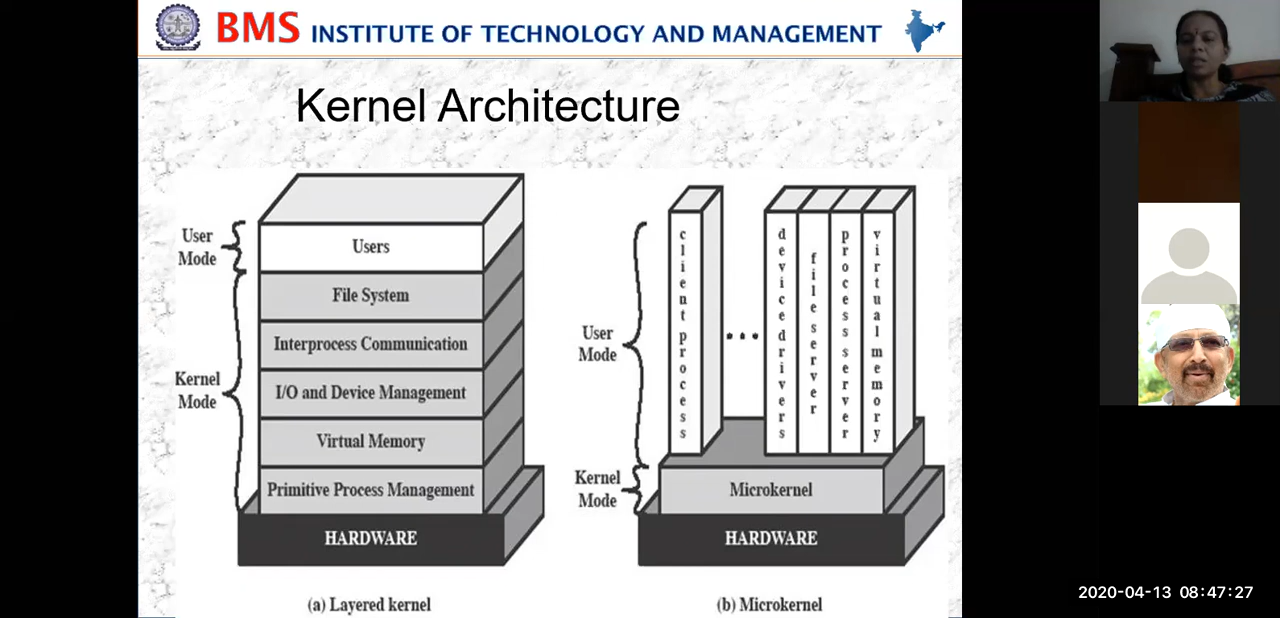 BMS INSTITUTE OF TECHNOLOGY AND MANAGEMENT
Kernel Architecture
User
Mode
Kernel
Mode
Users
File System
Interprocess Communication
I/O and Device Management
Virtual Memory
Primitive Process Management
HARDWARE
(a) Layered kernel
User
Mode
Kernel
Mode
client process
...
device drivers
file server
process server
virtual memory
Microkernel
HARDWARE
(b) Microkernel
2020-04-13 08:47:27